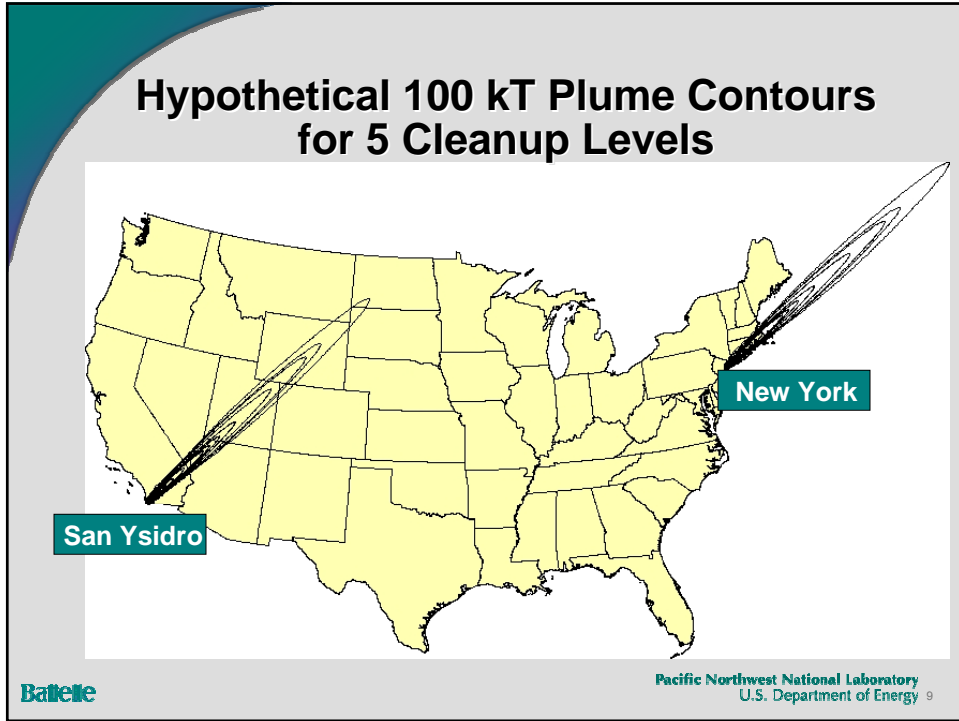 Hypothetical 100 kT Plume Contours
for 5 Cleanup Levels
New York
San Ysidro
Battelle
Pacific Northwest National Laboratory
U.S. Department of Energy 9